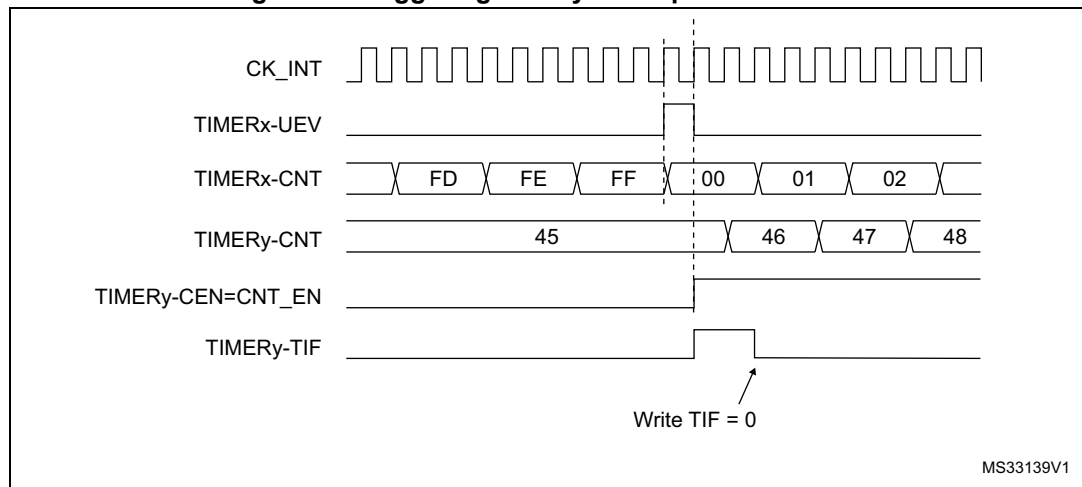 CK_INT
TIMERx-UEV
TIMERx-CNT FD FE FF 00 01 02
TIMERy-CNT 45 46 47 48
TIMERy-CEN=CNT_EN
TIMERy-TIF
Write TIF = 0
MS33139V1